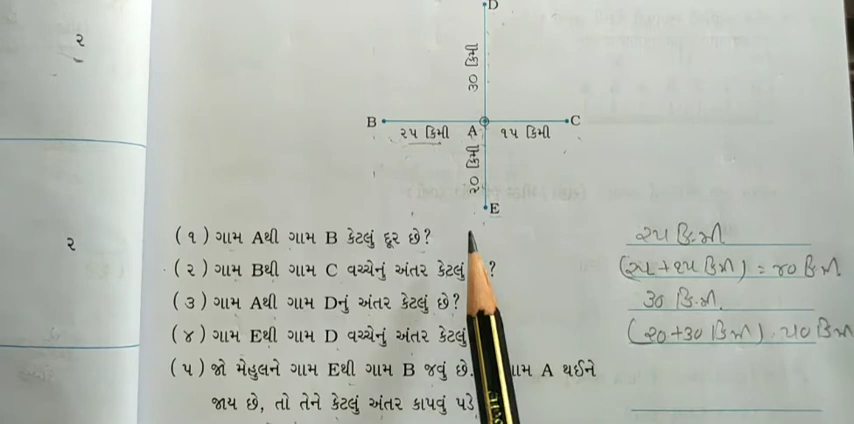 ૨
D
૩૦ કિમી
B
૨૫ કિમી
A
૧૫ કિમી
C
૨૦ કિમી
E
૨
(૧) ગામ Aથી ગામ B કેટલું દૂર છે?
૨૫ કિ.મી
(૨) ગામ Bથી ગામ C વચ્ચેનું અંતર કેટલું ?
(૨૫+૧૫ કિમી) = ૪૦ કિ.મી
(૩) ગામ Aથી ગામ Dનું અંતર કેટલું છે?
૩૦ કિ.મી.
(૪) ગામ Eથી ગામ D વચ્ચેનું અંતર કેટલું
(૨૦+૩૦ કિમી) ૫૦ કિમી
(૫) જો મેહુલને ગામ Eથી ગામ B જવું છે. ગામ A થઈને
જાય છે, તો તેને કેટલું અંતર કાપવું પડે